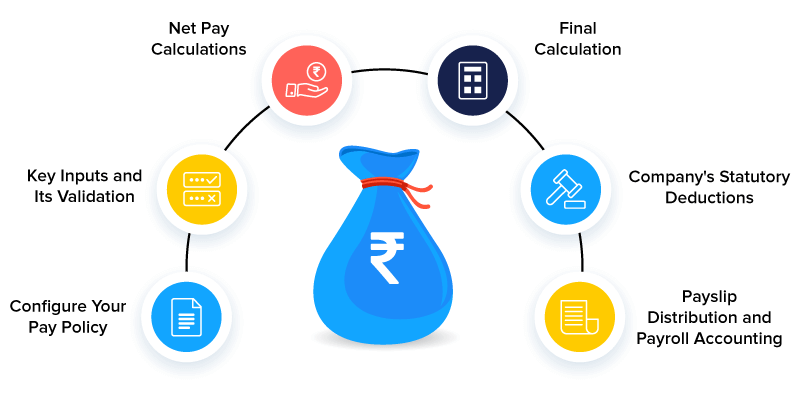 Net Pay
Calculations
Final
Calculation
Key Inputs and
Its Validation
Company's Statutory
Deductions
Configure Your
Pay Policy
Payslip
Distribution and
Payroll Accounting
₹
₹